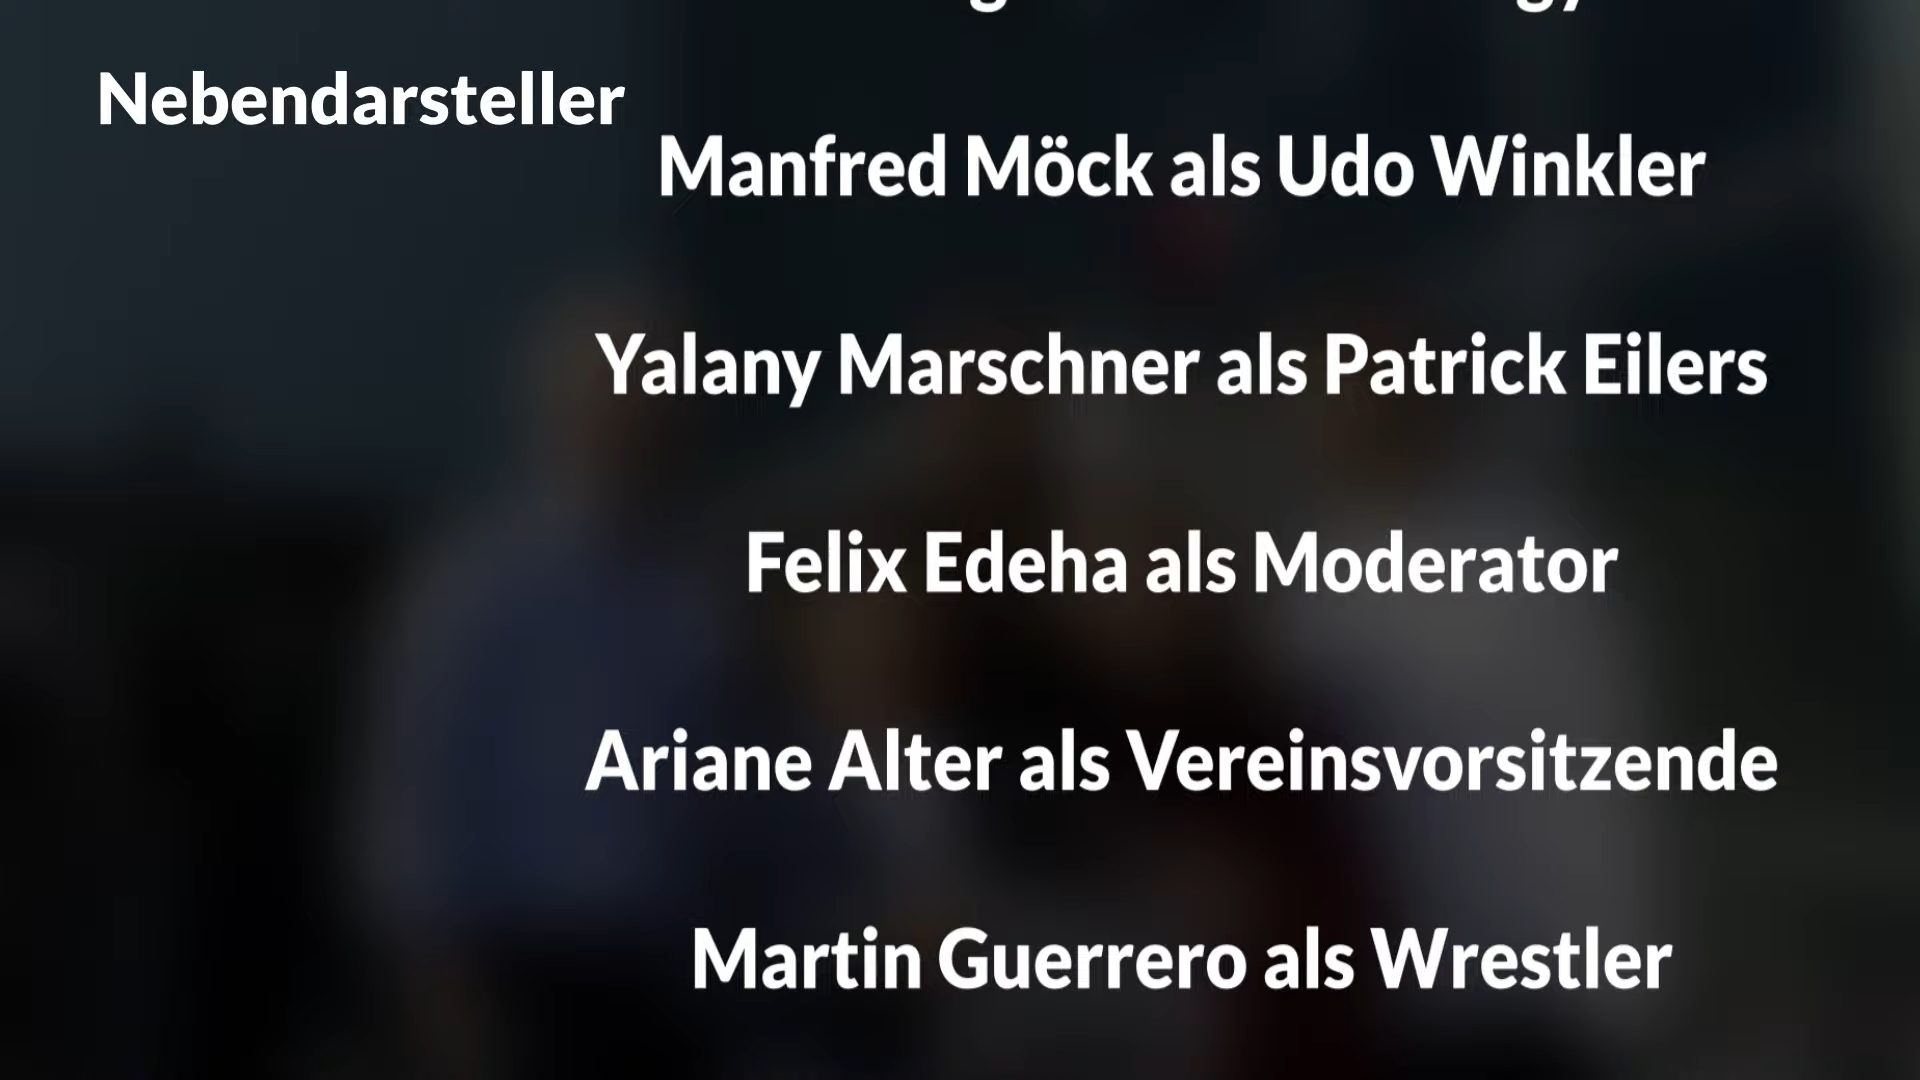 Nebendarsteller
Manfred Möck als Udo Winkler
Yalany Marschner als Patrick Eilers
Felix Edeha als Moderator
Ariane Alter als Vereinsvorsitzende
Martin Guerrero als Wrestler